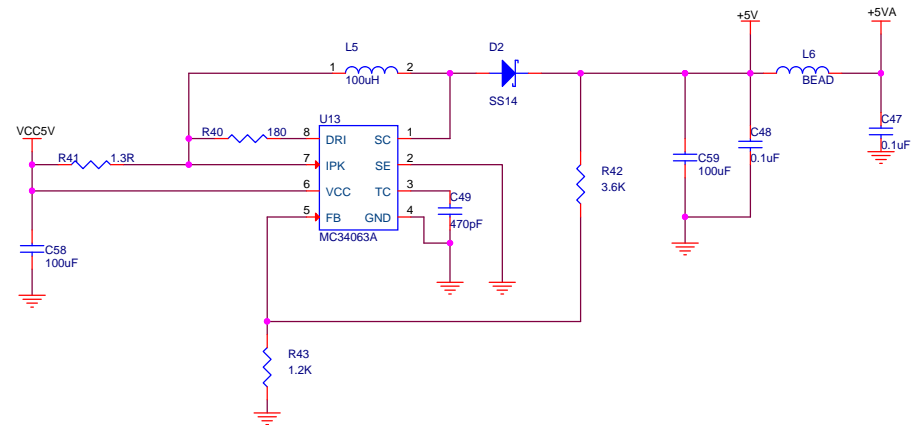 +5V
+5VA
L5
D2
L6
1
2
100uH
BEAD
SS14
U13
C47
0.1uF
VCC5V
R40
180
8
DRI
SC
1
C48
0.1uF
R41
1.3R
7
IPK
SE
2
C59
100uF
R42
3.6K
6
VCC
TC
3
C49
470pF
5
FB
GND
4
MC34063A
C58
100uF
R43
1.2K